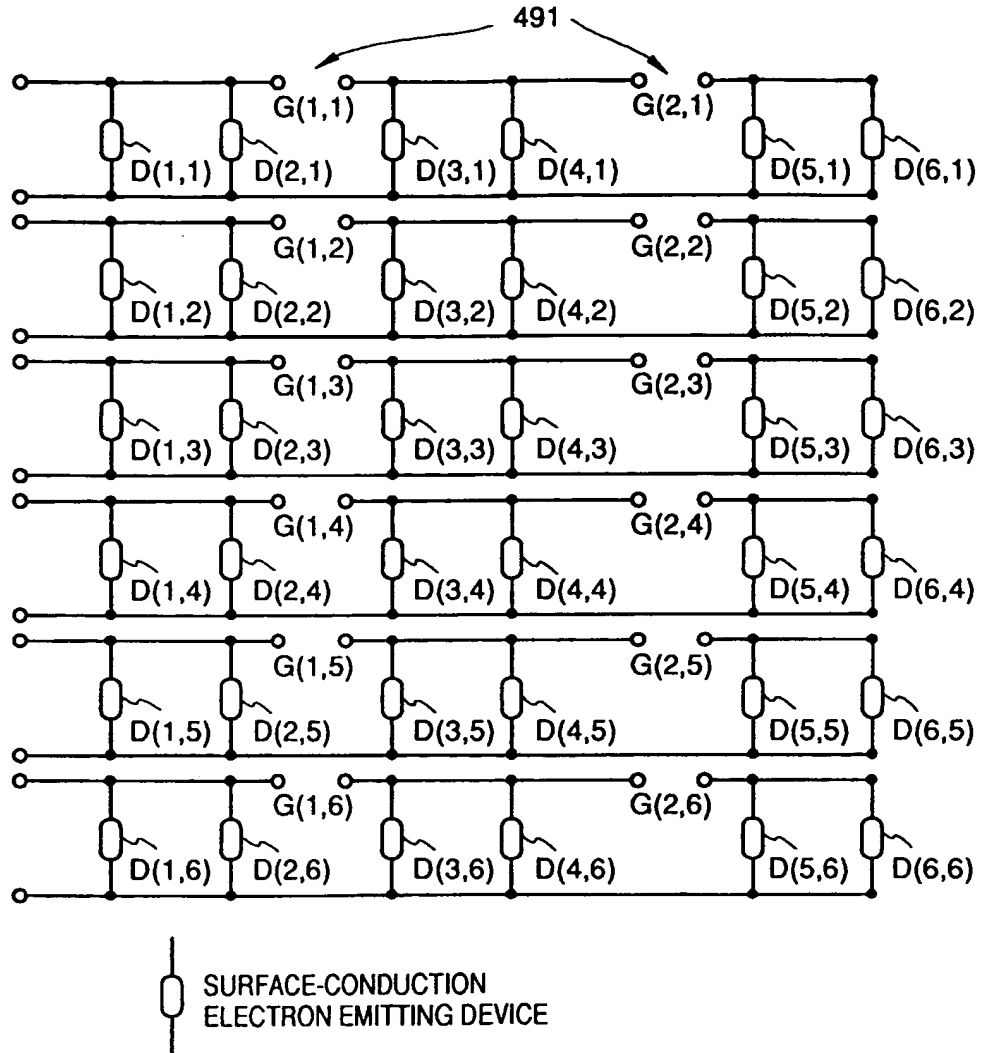 491
G(1,1) G(2,1)
D(1,1) D(2,1) D(3,1) D(4,1) D(5,1) D(6,1)
G(1,2) G(2,2)
D(1,2) D(2,2) D(3,2) D(4,2) D(5,2) D(6,2)
G(1,3) G(2,3)
D(1,3) D(2,3) D(3,3) D(4,3) D(5,3) D(6,3)
G(1,4) G(2,4)
D(1,4) D(2,4) D(3,4) D(4,4) D(5,4) D(6,4)
G(1,5) G(2,5)
D(1,5) D(2,5) D(3,5) D(4,5) D(5,5) D(6,5)
G(1,6) G(2,6)
D(1,6) D(2,6) D(3,6) D(4,6) D(5,6) D(6,6)
SURFACE-CONDUCTION
ELECTRON EMITTING DEVICE